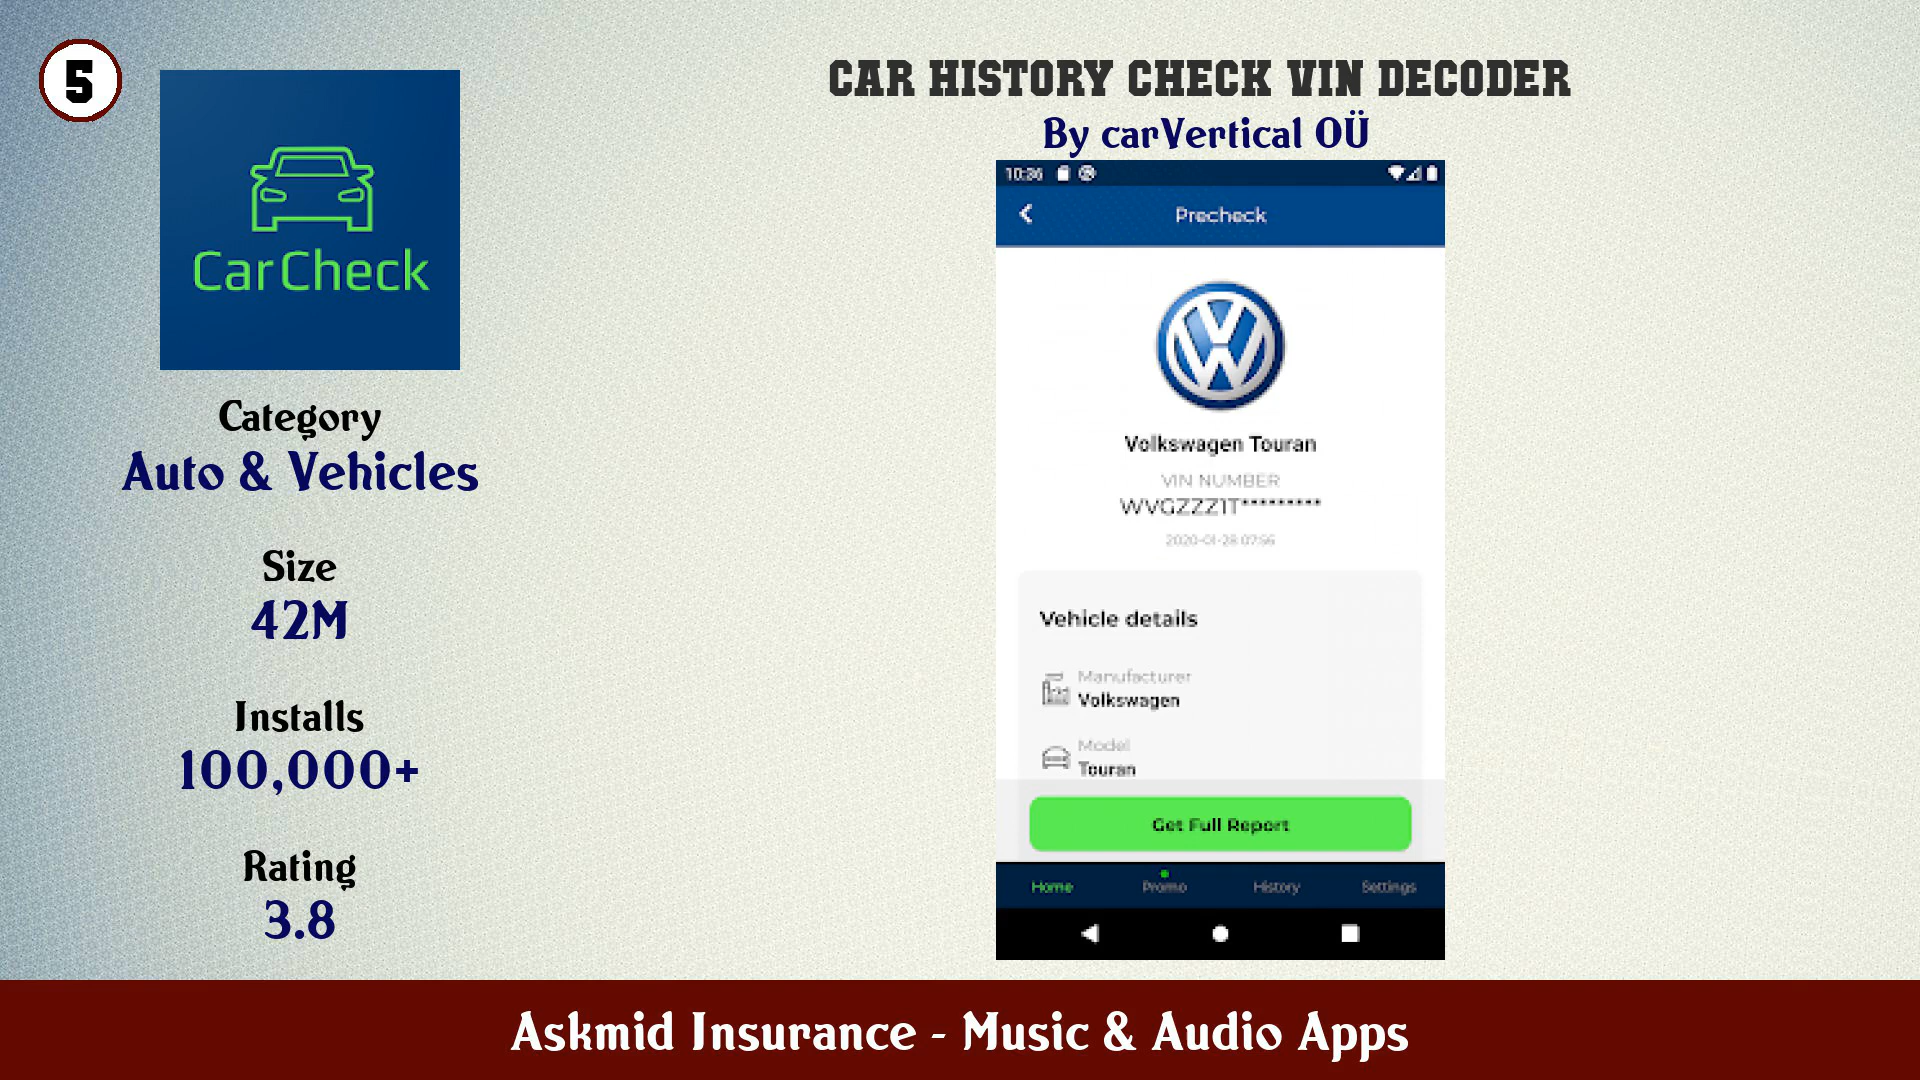 5
CarCheck
Category
Auto & Vehicles
Size
42M
Installs
100,000+
Rating
3.8
CAR HISTORY CHECK VIN DECODER
By carVertical OÜ
10:36
Precheck
Volkswagen Touran
VIN NUMBER
WVGZZZ1T*********
2020-01-28 07:56
Vehicle details
Manufacturer
Volkswagen
Model
Touran
Get Full Report
Home Promo History Settings
Askmid Insurance - Music & Audio Apps